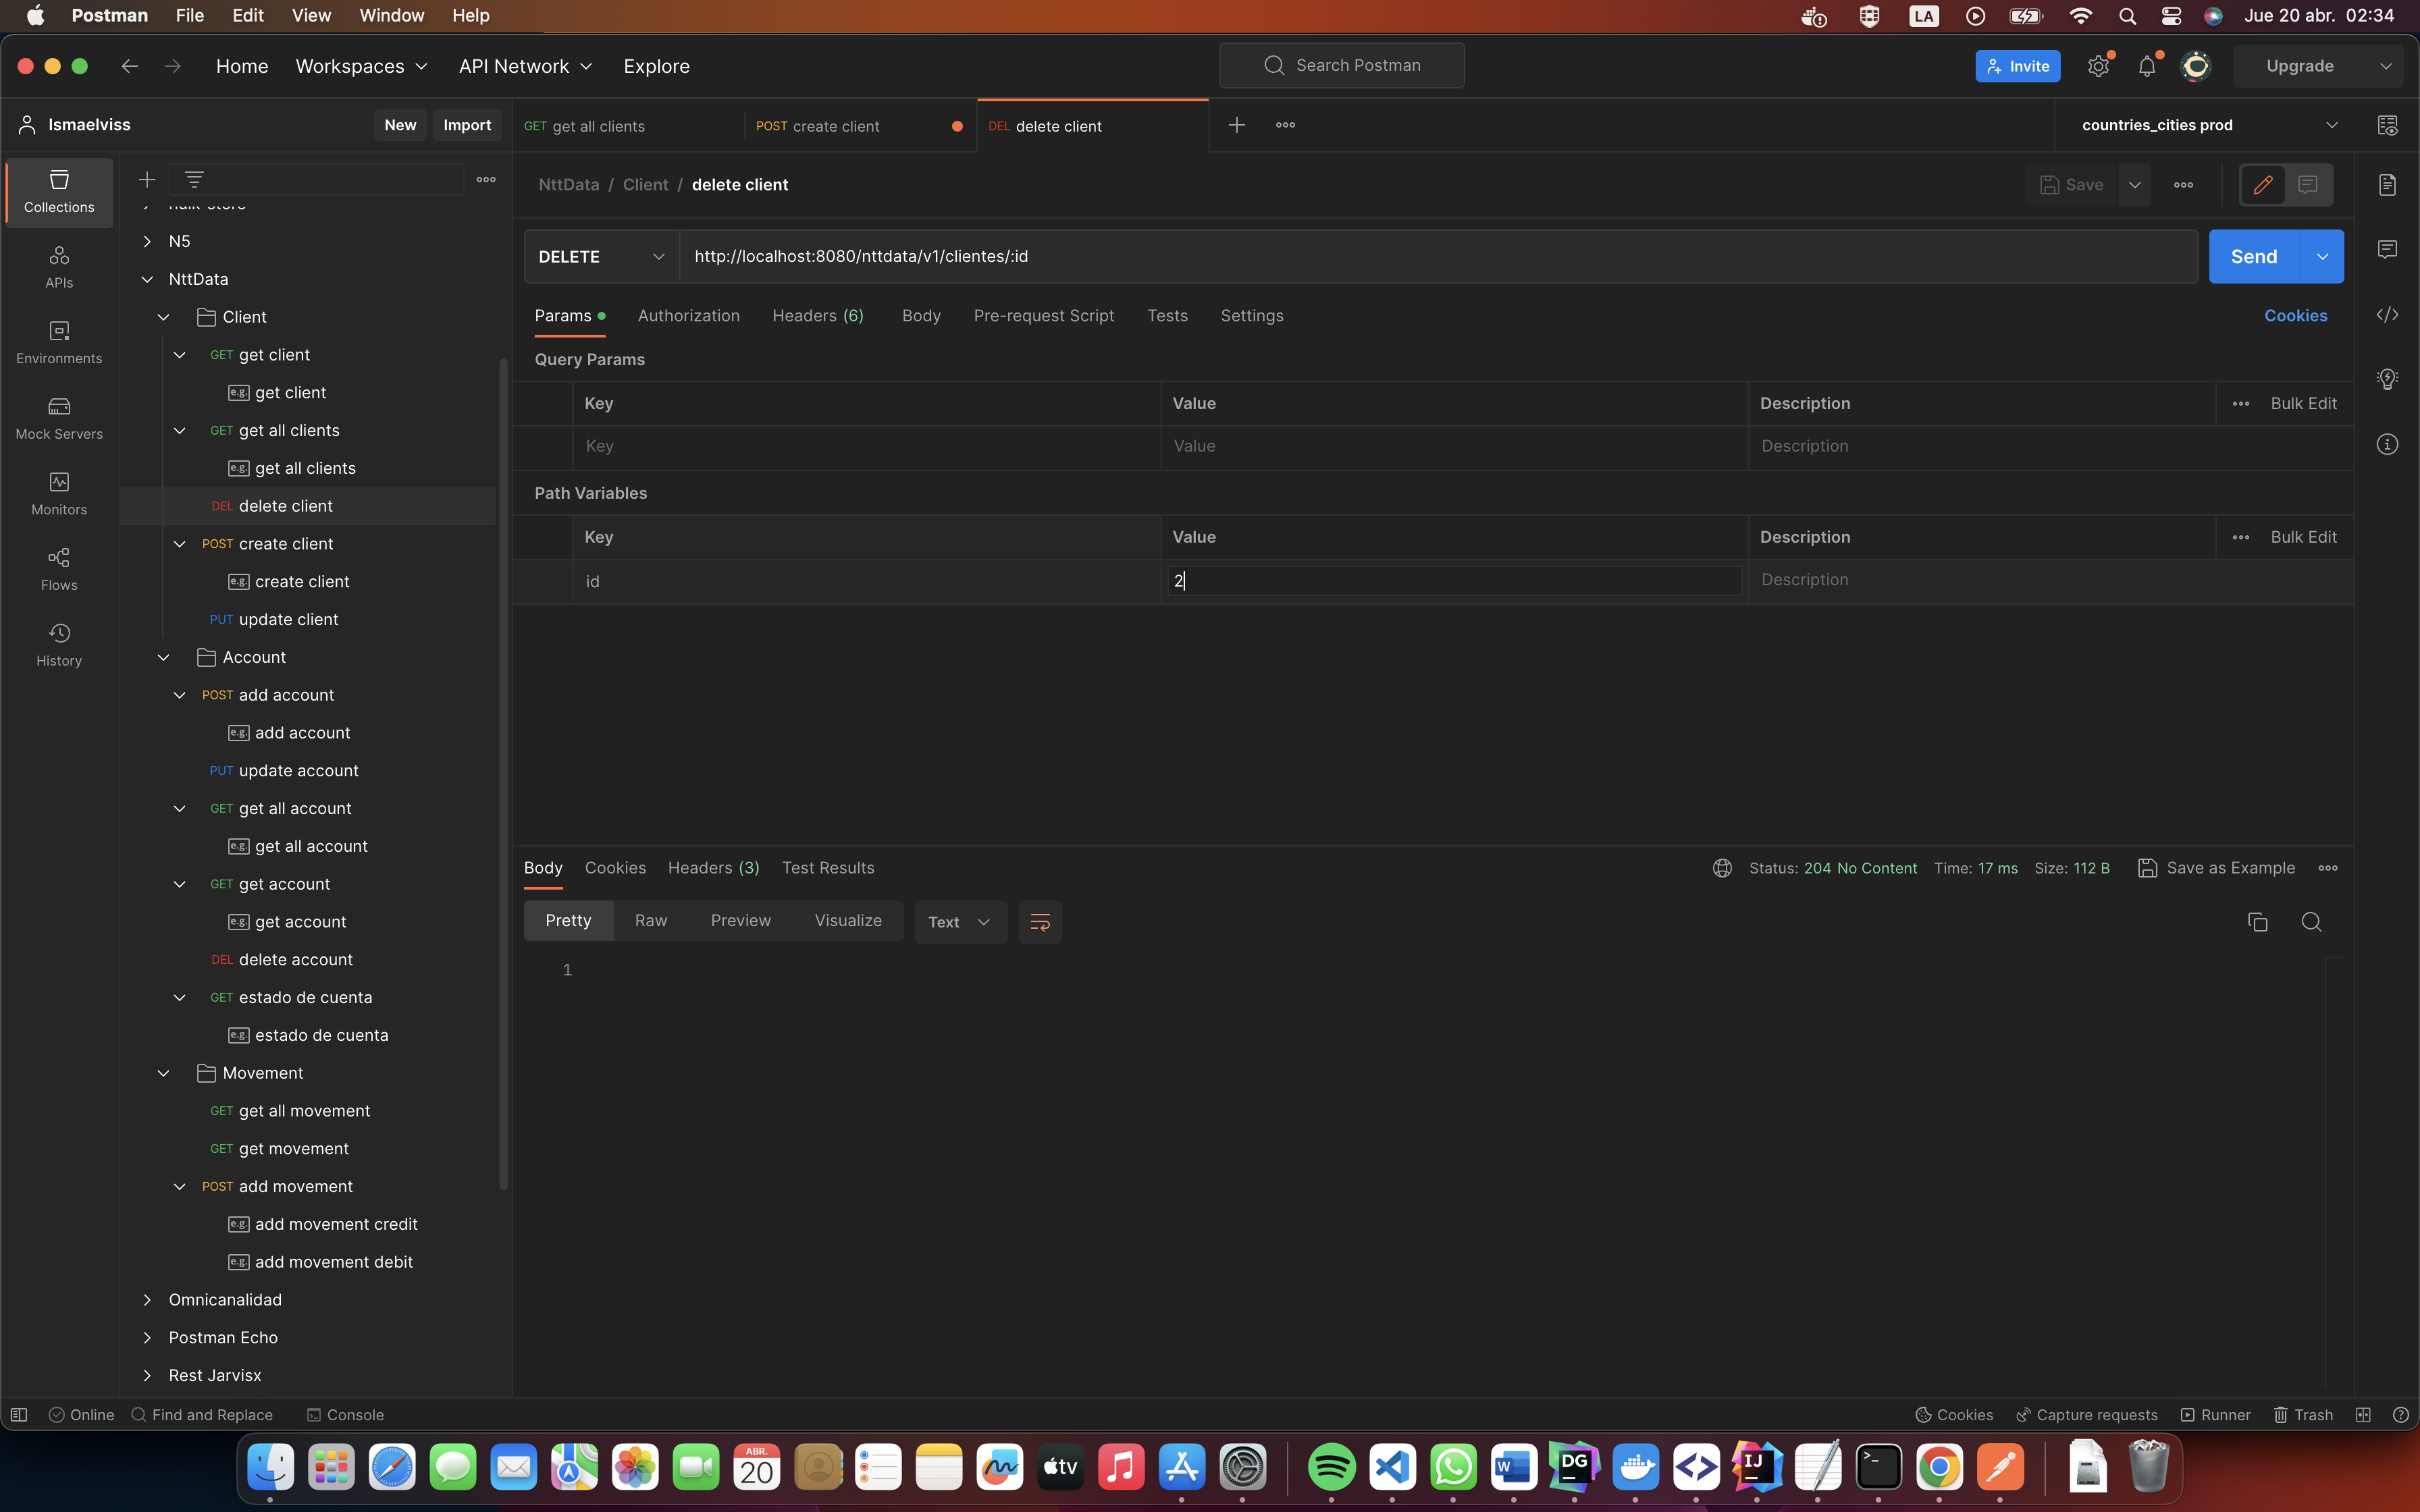 Postman File Edit View Window Help LA Jue 20 abr. 02:34
Home Workspaces API Network Explore Search Postman Invite Upgrade
Ismaelviss New Import GET get all clients POST create client DEL delete client countries_cities prod
NttData / Client / delete client Save
Collections
APIs
Environments
Mock Servers
Monitors
Flows
History
N5
NttData
Client
GET get client
e.g. get client
GET get all clients
e.g. get all clients
DEL delete client
POST create client
e.g. create client
PUT update client
Account
POST add account
e.g. add account
PUT update account
GET get all account
e.g. get all account
GET get account
e.g. get account
DEL delete account
GET estado de cuenta
e.g. estado de cuenta
Movement
GET get all movement
GET get movement
POST add movement
e.g. add movement credit
e.g. add movement debit
Omnicanalidad
Postman Echo
Rest Jarvisx
DELETE http://localhost:8080/nttdata/v1/clientes/:id Send
Params Authorization Headers (6) Body Pre-request Script Tests Settings Cookies
Query Params
Key Value Description Bulk Edit
Key Value Description
Path Variables
Key Value Description Bulk Edit
id 2 Description
Body Cookies Headers (3) Test Results Status: 204 No Content Time: 17 ms Size: 112 B Save as Example
Pretty Raw Preview Visualize Text
1
Online Find and Replace Console Cookies Capture requests Runner Trash
ABR.
20
tv
W
DG
IJ
>_